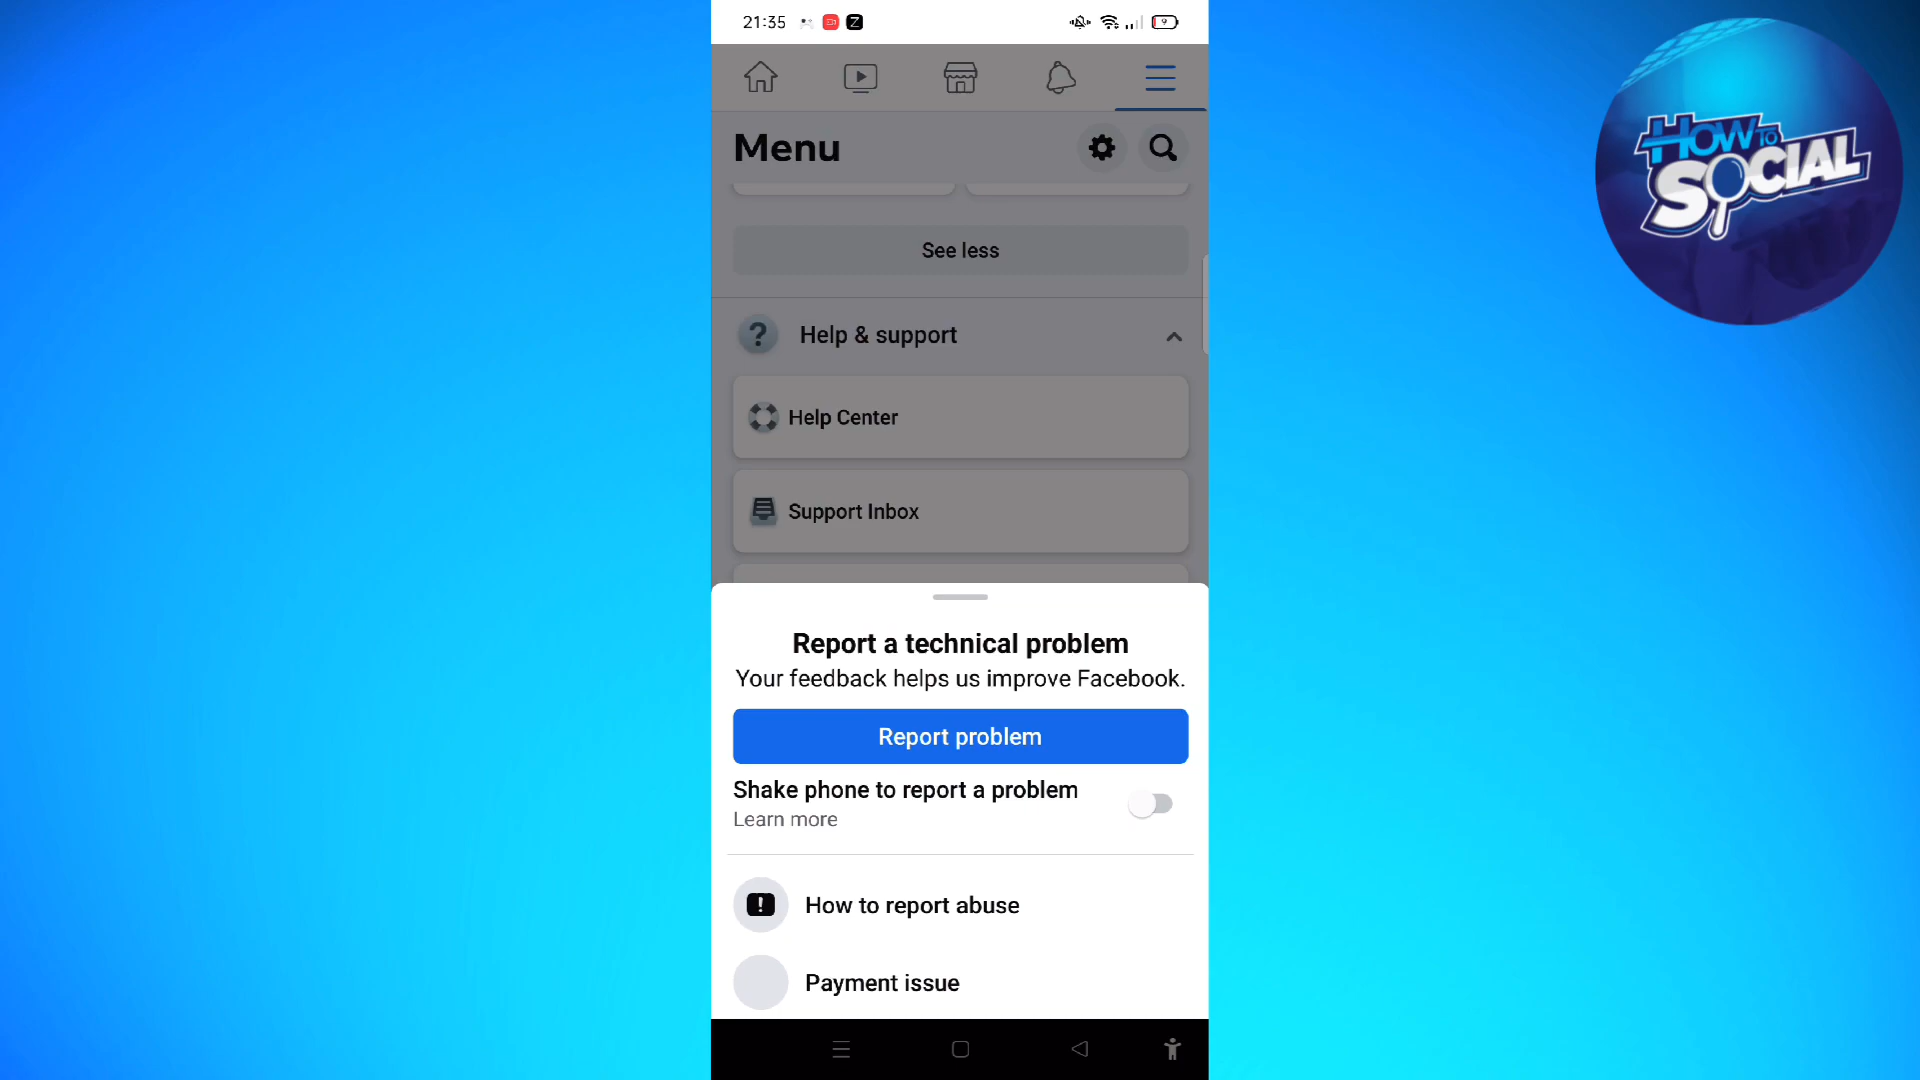 21:35
9
HOW TO
SOCIAL
Menu
See less
Help & support
Help Center
Support Inbox
Report a technical problem
Your feedback helps us improve Facebook.
Report problem
Shake phone to report a problem
Learn more
How to report abuse
Payment issue